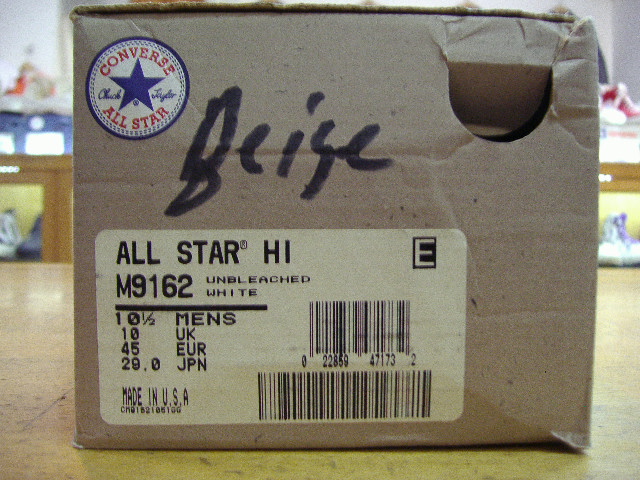 CONVERSE
Chuck Taylor
ALL STAR
Beige
ALL STAR® HI E
M9162 UNBLEACHED WHITE
10½ MENS
10 UK
45 EUR
29.0 JPN
0 22859 47173 2
MADE IN U.S.A